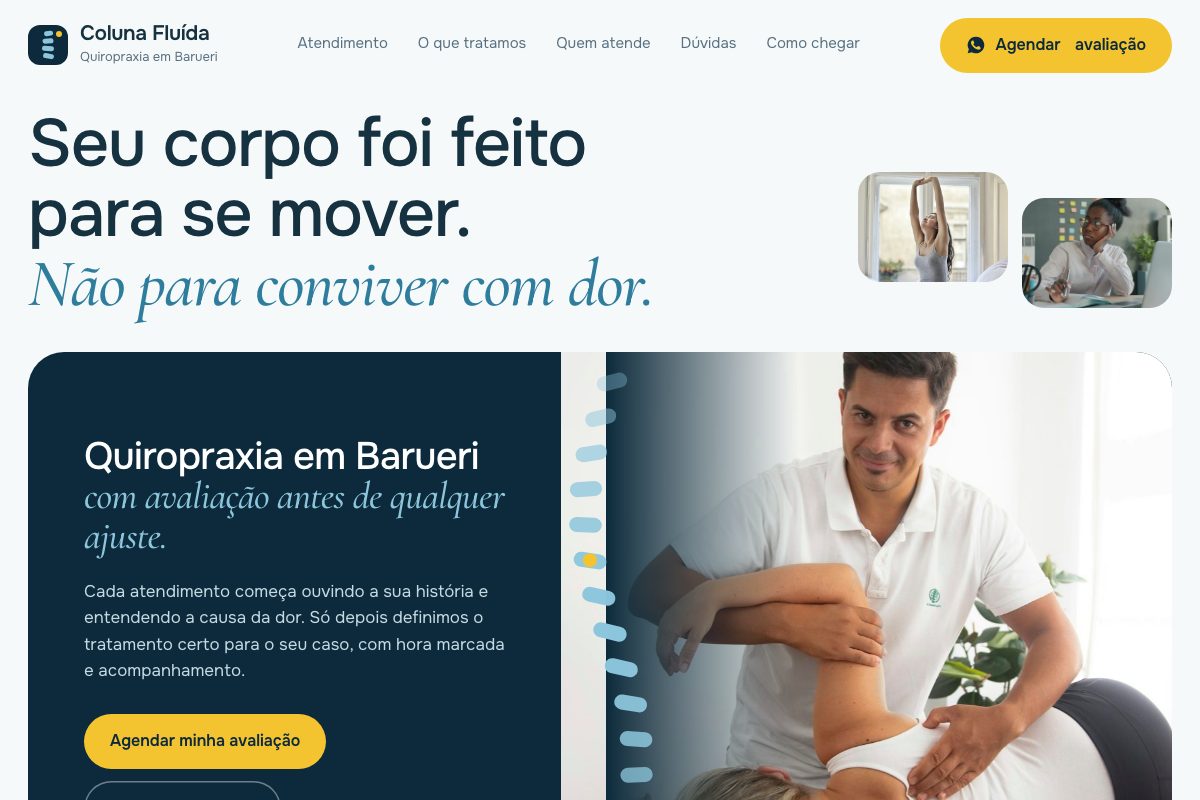 Coluna Fluída
Quiropraxia em Barueri
Atendimento
O que tratamos
Quem atende
Dúvidas
Como chegar
Agendar avaliação
Seu corpo foi feito
para se mover.
Não para conviver com dor.
Quiropraxia em Barueri
com avaliação antes de qualquer
ajuste.
Cada atendimento começa ouvindo a sua história e
entendendo a causa da dor. Só depois definimos o
tratamento certo para o seu caso, com hora marcada
e acompanhamento.
Agendar minha avaliação